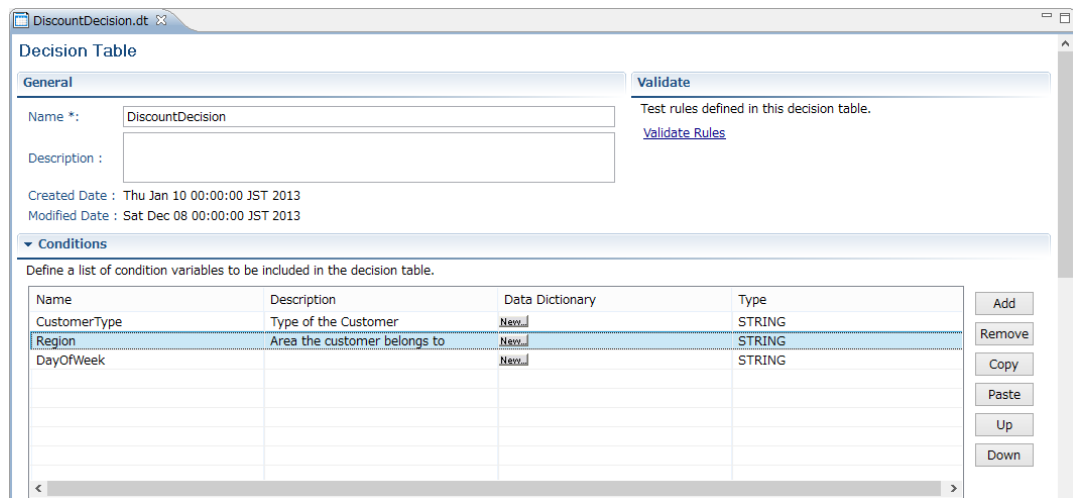 DiscountDecision.dt
Decision Table
General
Validate
Name *:
DiscountDecision
Test rules defined in this decision table.
Validate Rules
Description :
Created Date : Thu Jan 10 00:00:00 JST 2013
Modified Date : Sat Dec 08 00:00:00 JST 2013
Conditions
Define a list of condition variables to be included in the decision table.
Name Description Data Dictionary Type
CustomerType Type of the Customer New... STRING
Region Area the customer belongs to New... STRING
DayOfWeek New... STRING
Add
Remove
Copy
Paste
Up
Down